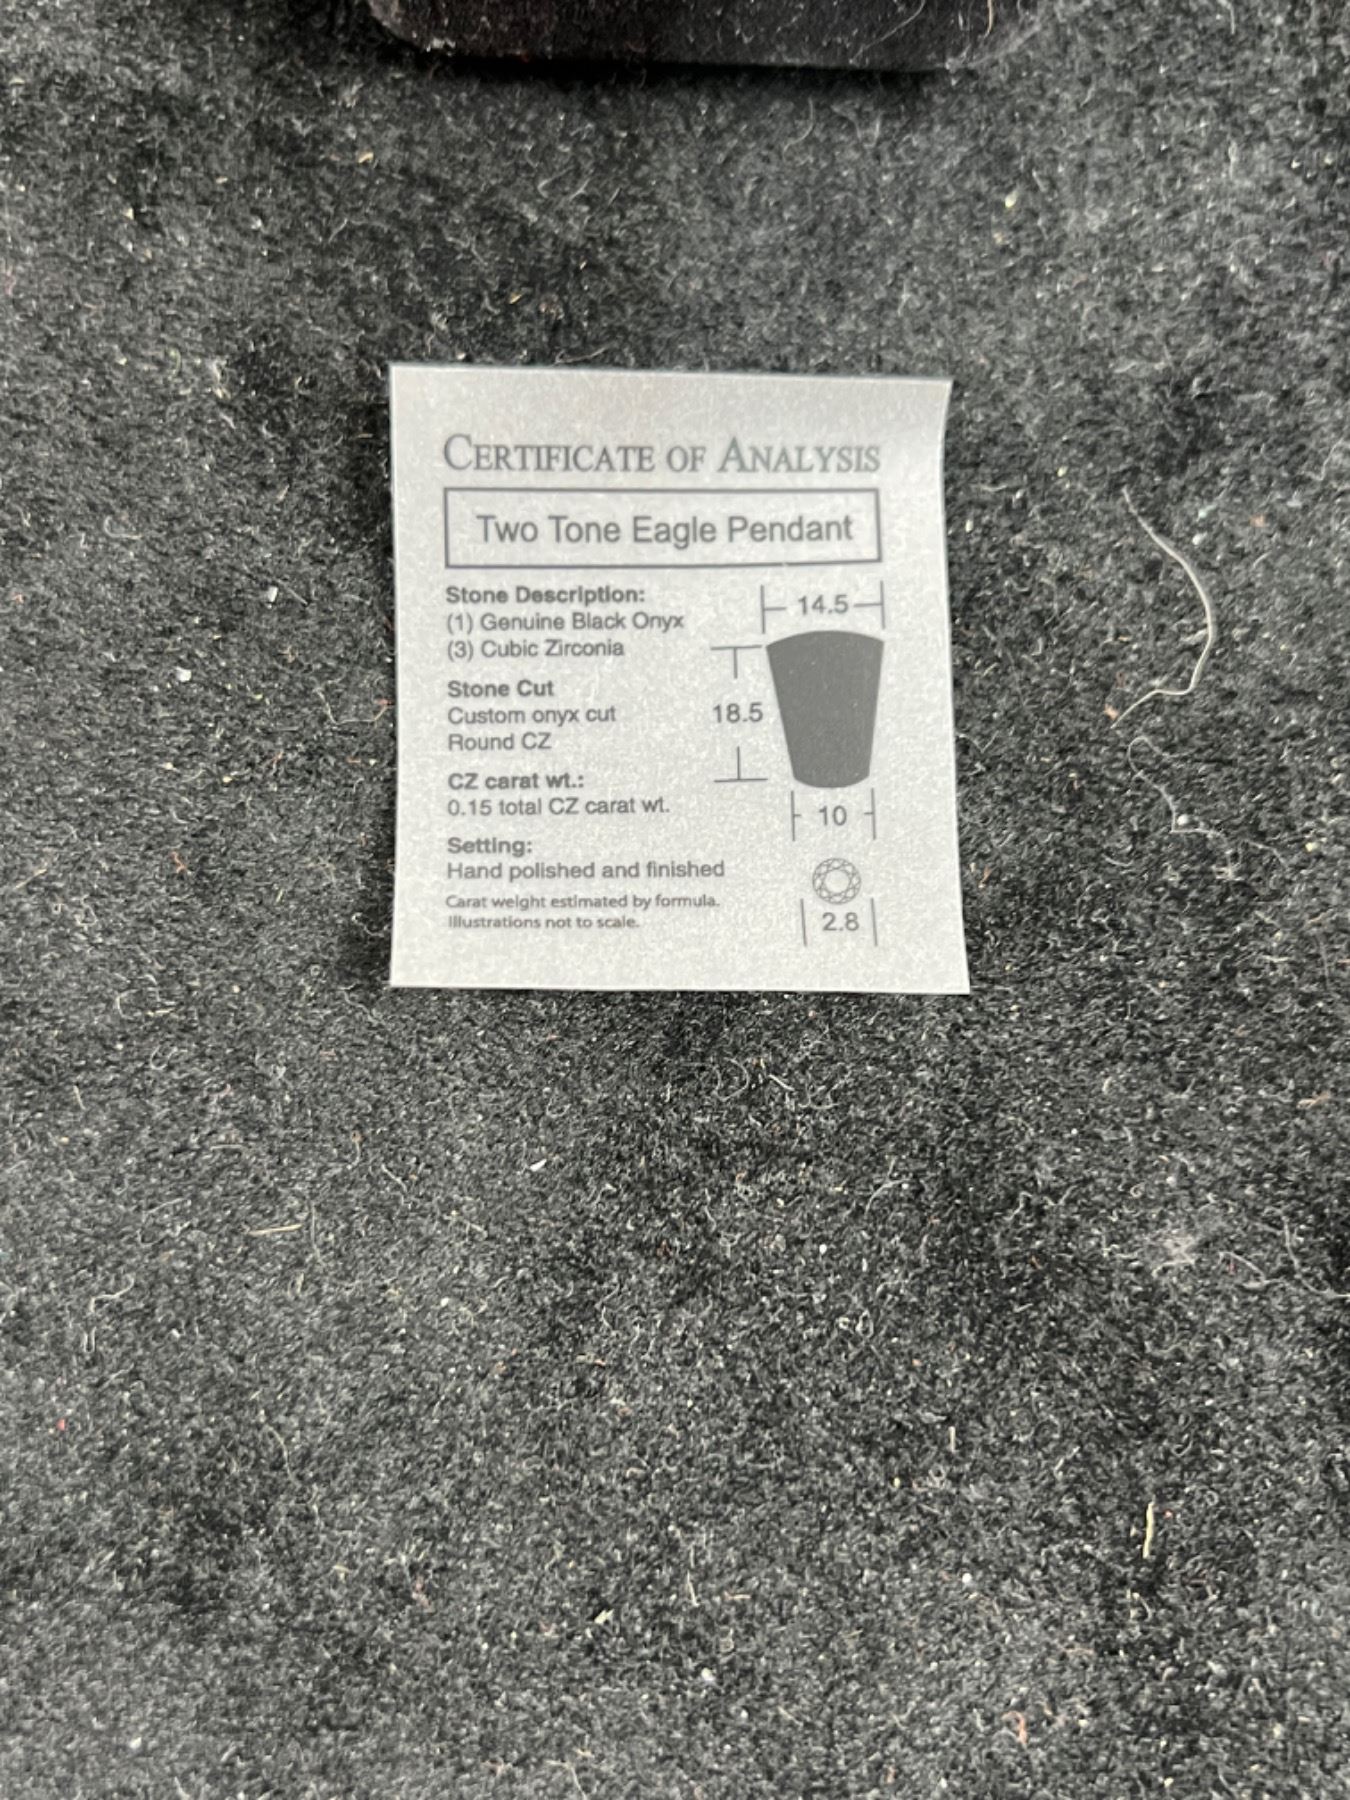 CERTIFICATE OF ANALYSIS
Two Tone Eagle Pendant
Stone Description:
(1) Genuine Black Onyx
(3) Cubic Zirconia
Stone Cut
Custom onyx cut
Round CZ
CZ carat wt.:
0.15 total CZ carat wt.
Setting:
Hand polished and finished
Carat weight estimated by formula.
Illustrations not to scale.
14.5
18.5
10
2.8